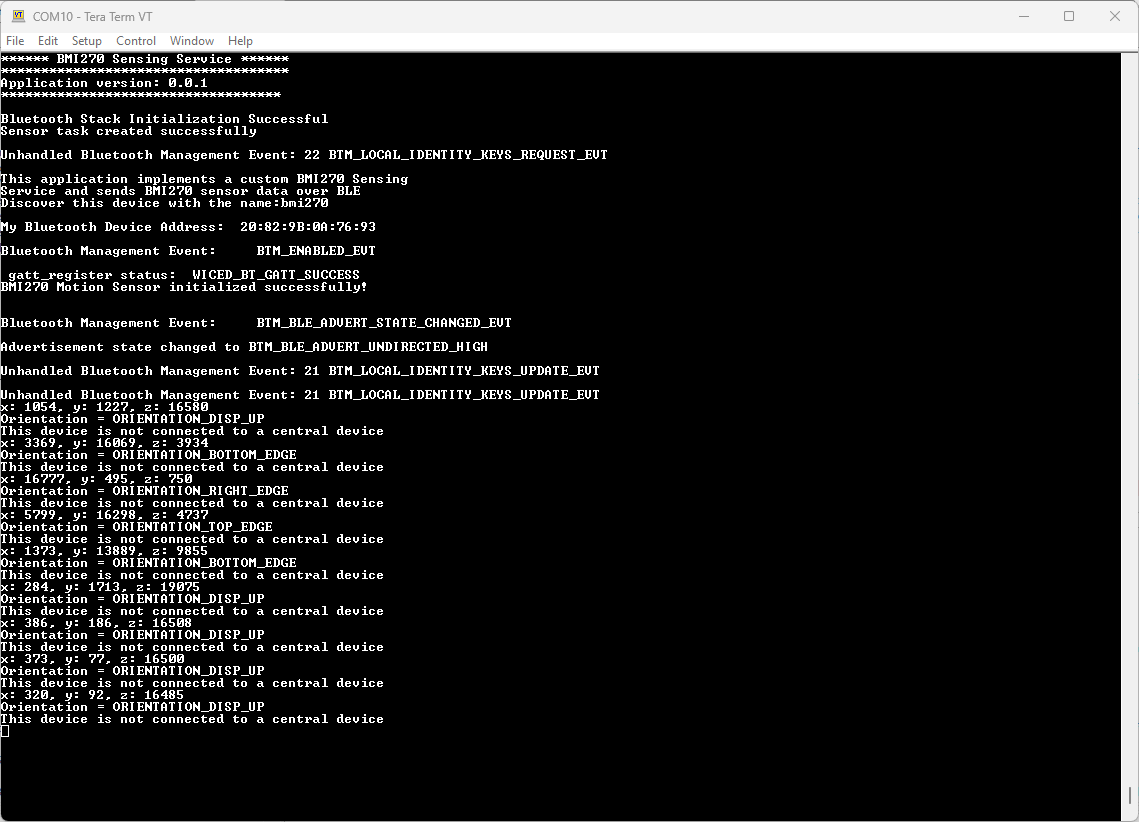 COM10 - Tera Term VT
File Edit Setup Control Window Help
****** BMI270 Sensing Service ******
************************************
Application version: 0.0.1
***********************************
Bluetooth Stack Initialization Successful
Sensor task created successfully
Unhandled Bluetooth Management Event: 22 BTM_LOCAL_IDENTITY_KEYS_REQUEST_EVT
This application implements a custom BMI270 Sensing
Service and sends BMI270 sensor data over BLE
Discover this device with the name:bmi270
My Bluetooth Device Address:  20:82:9B:0A:76:93
Bluetooth Management Event:     BTM_ENABLED_EVT
 gatt_register status:  WICED_BT_GATT_SUCCESS
BMI270 Motion Sensor initialized successfully!
Bluetooth Management Event:     BTM_BLE_ADVERT_STATE_CHANGED_EVT
Advertisement state changed to BTM_BLE_ADVERT_UNDIRECTED_HIGH
Unhandled Bluetooth Management Event: 21 BTM_LOCAL_IDENTITY_KEYS_UPDATE_EVT
Unhandled Bluetooth Management Event: 21 BTM_LOCAL_IDENTITY_KEYS_UPDATE_EVT
x: 1054, y: 1227, z: 16580
Orientation = ORIENTATION_DISP_UP
This device is not connected to a central device
x: 3369, y: 16069, z: 3934
Orientation = ORIENTATION_BOTTOM_EDGE
This device is not connected to a central device
x: 16777, y: 495, z: 750
Orientation = ORIENTATION_RIGHT_EDGE
This device is not connected to a central device
x: 5799, y: 16298, z: 4737
Orientation = ORIENTATION_TOP_EDGE
This device is not connected to a central device
x: 1373, y: 13889, z: 9855
Orientation = ORIENTATION_BOTTOM_EDGE
This device is not connected to a central device
x: 284, y: 1713, z: 19075
Orientation = ORIENTATION_DISP_UP
This device is not connected to a central device
x: 386, y: 186, z: 16508
Orientation = ORIENTATION_DISP_UP
This device is not connected to a central device
x: 373, y: 77, z: 16500
Orientation = ORIENTATION_DISP_UP
This device is not connected to a central device
x: 320, y: 92, z: 16485
Orientation = ORIENTATION_DISP_UP
This device is not connected to a central device